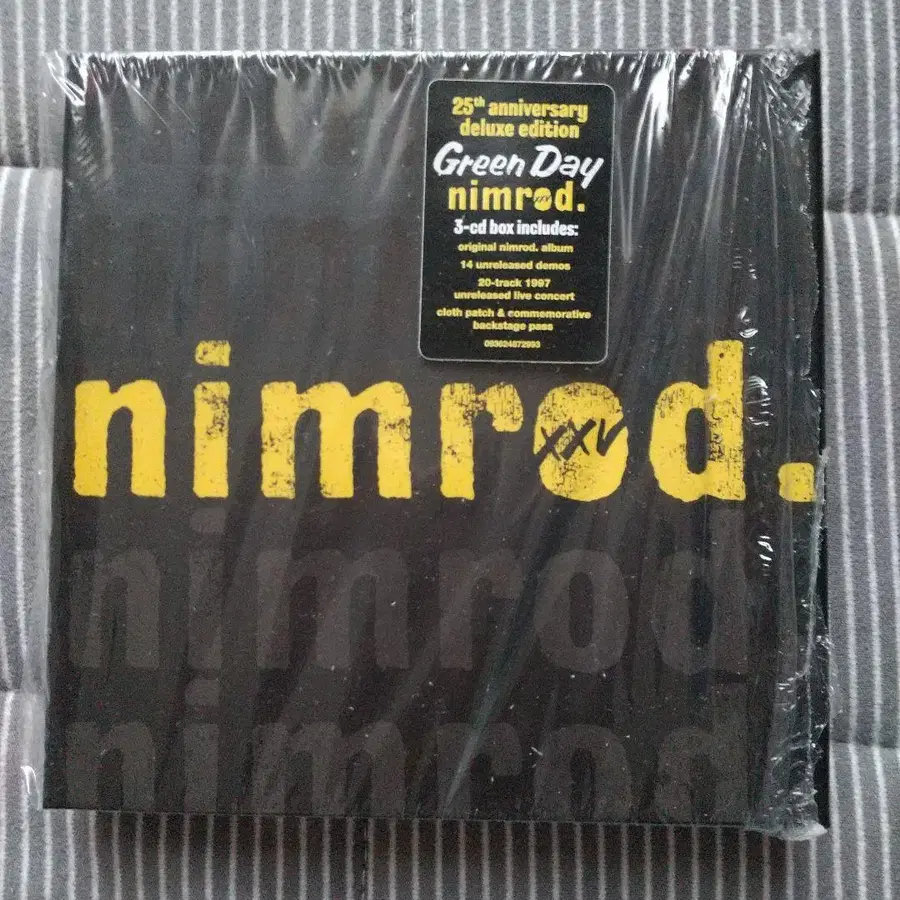 25th anniversary
deluxe edition
Green Day
nimrod.
3-cd box includes:
original nimrod. album
14 unreleased demos
20-track 1997
unreleased live concert
cloth patch & commemorative
backstage pass
093624872993
nimrod.
xxv
nimrod
nimrod